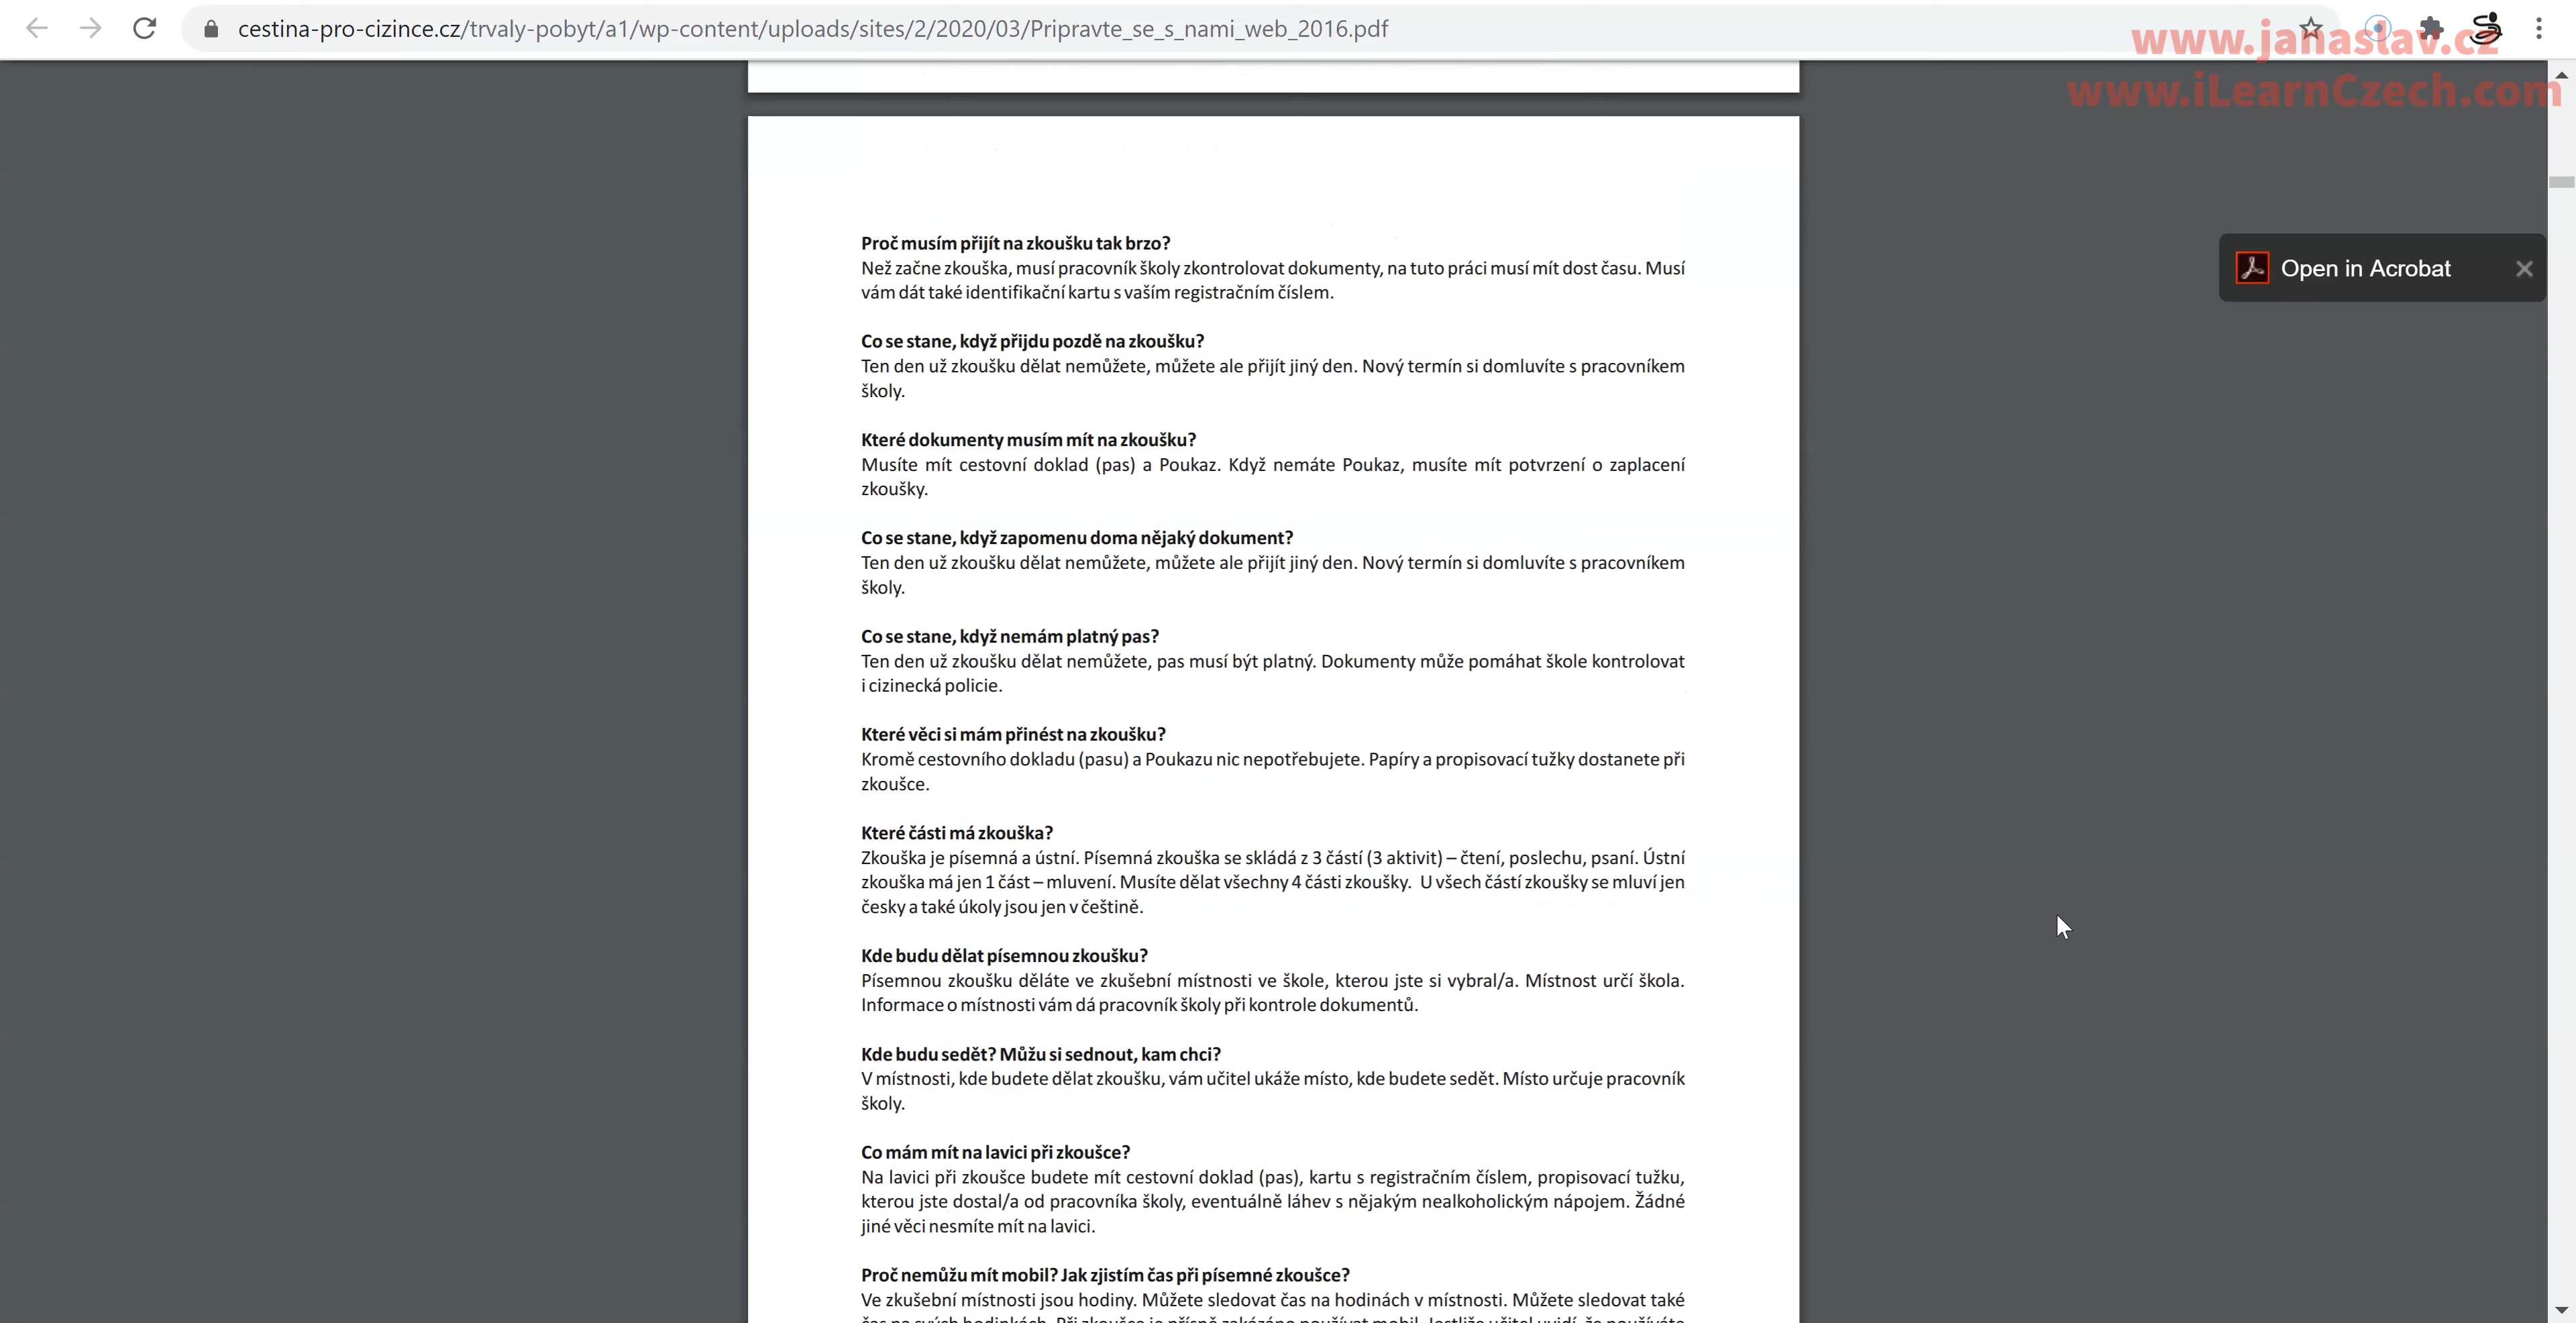 cestina-pro-cizince.cz/trvaly-pobyt/a1/wp-content/uploads/sites/2/2020/03/Pripravte_se_s_nami_web_2016.pdf
www.janaslav.cz
www.iLearnCzech.com
Open in Acrobat
Proč musím přijít na zkoušku tak brzo?
Než začne zkouška, musí pracovník školy zkontrolovat dokumenty, na tuto práci musí mít dost času. Musí
vám dát také identifikační kartu s vaším registračním číslem.
Co se stane, když přijdu pozdě na zkoušku?
Ten den už zkoušku dělat nemůžete, můžete ale přijít jiný den. Nový termín si domluvíte s pracovníkem
školy.
Které dokumenty musím mít na zkoušku?
Musíte mít cestovní doklad (pas) a Poukaz. Když nemáte Poukaz, musíte mít potvrzení o zaplacení
zkoušky.
Co se stane, když zapomenu doma nějaký dokument?
Ten den už zkoušku dělat nemůžete, můžete ale přijít jiný den. Nový termín si domluvíte s pracovníkem
školy.
Co se stane, když nemám platný pas?
Ten den už zkoušku dělat nemůžete, pas musí být platný. Dokumenty může pomáhat škole kontrolovat
i cizinecká policie.
Které věci si mám přinést na zkoušku?
Kromě cestovního dokladu (pasu) a Poukazu nic nepotřebujete. Papíry a propisovací tužky dostanete při
zkoušce.
Které části má zkouška?
Zkouška je písemná a ústní. Písemná zkouška se skládá z 3 částí (3 aktivit) – čtení, poslechu, psaní. Ústní
zkouška má jen 1 část – mluvení. Musíte dělat všechny 4 části zkoušky. U všech částí zkoušky se mluví jen
česky a také úkoly jsou jen v češtině.
Kde budu dělat písemnou zkoušku?
Písemnou zkoušku děláte ve zkušební místnosti ve škole, kterou jste si vybral/a. Místnost určí škola.
Informace o místnosti vám dá pracovník školy při kontrole dokumentů.
Kde budu sedět? Můžu si sednout, kam chci?
V místnosti, kde budete dělat zkoušku, vám učitel ukáže místo, kde budete sedět. Místo určuje pracovník
školy.
Co mám mít na lavici při zkoušce?
Na lavici při zkoušce budete mít cestovní doklad (pas), kartu s registračním číslem, propisovací tužku,
kterou jste dostal/a od pracovníka školy, eventuálně láhev s nějakým nealkoholickým nápojem. Žádné
jiné věci nesmíte mít na lavici.
Proč nemůžu mít mobil? Jak zjistím čas při písemné zkoušce?
Ve zkušební místnosti jsou hodiny. Můžete sledovat čas na hodinách v místnosti. Můžete sledovat také